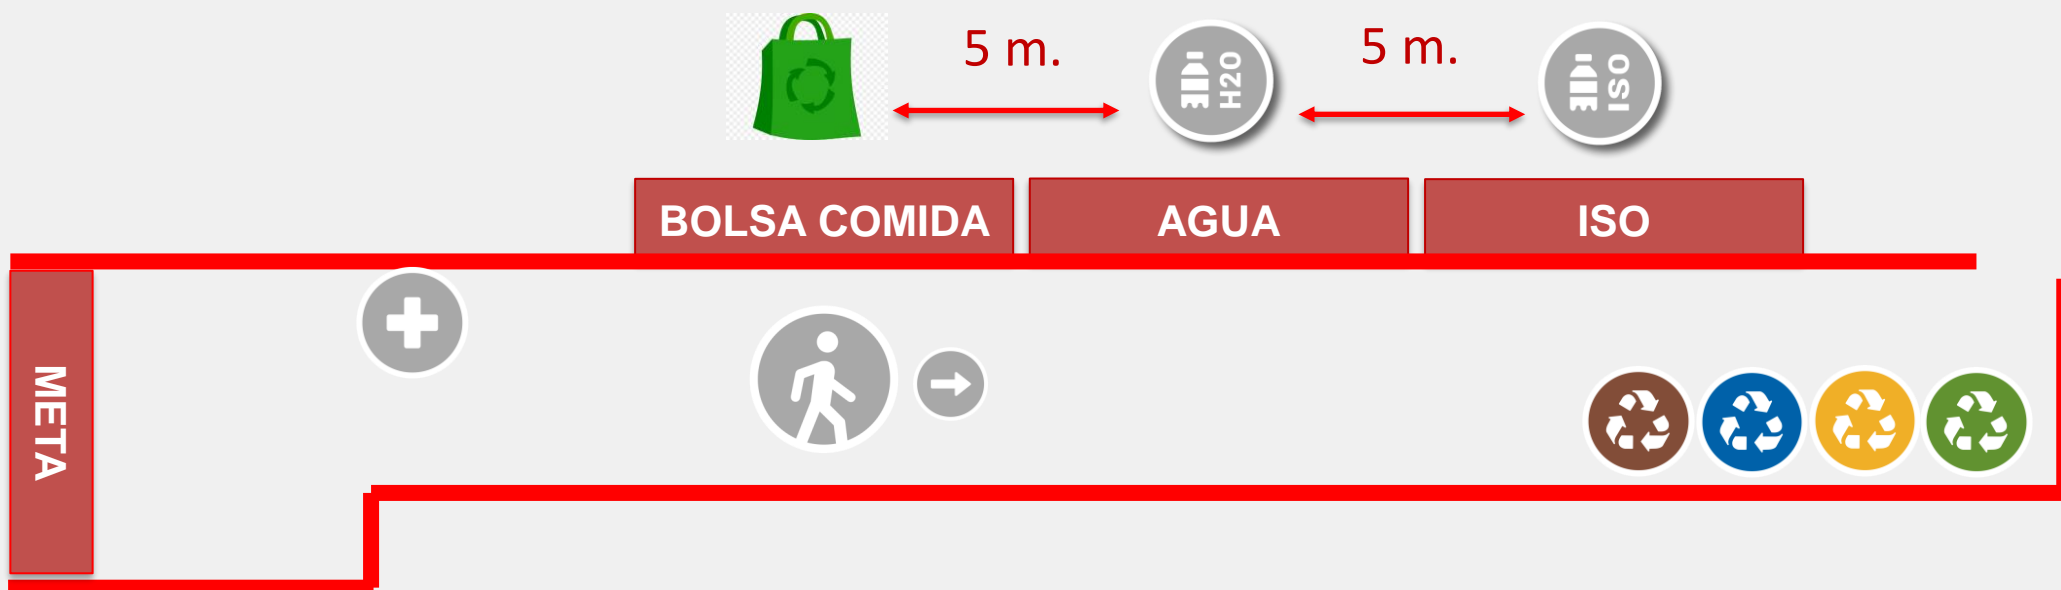 5 m.
5 m.
H2O
ISO
BOLSA COMIDA
AGUA
ISO
META